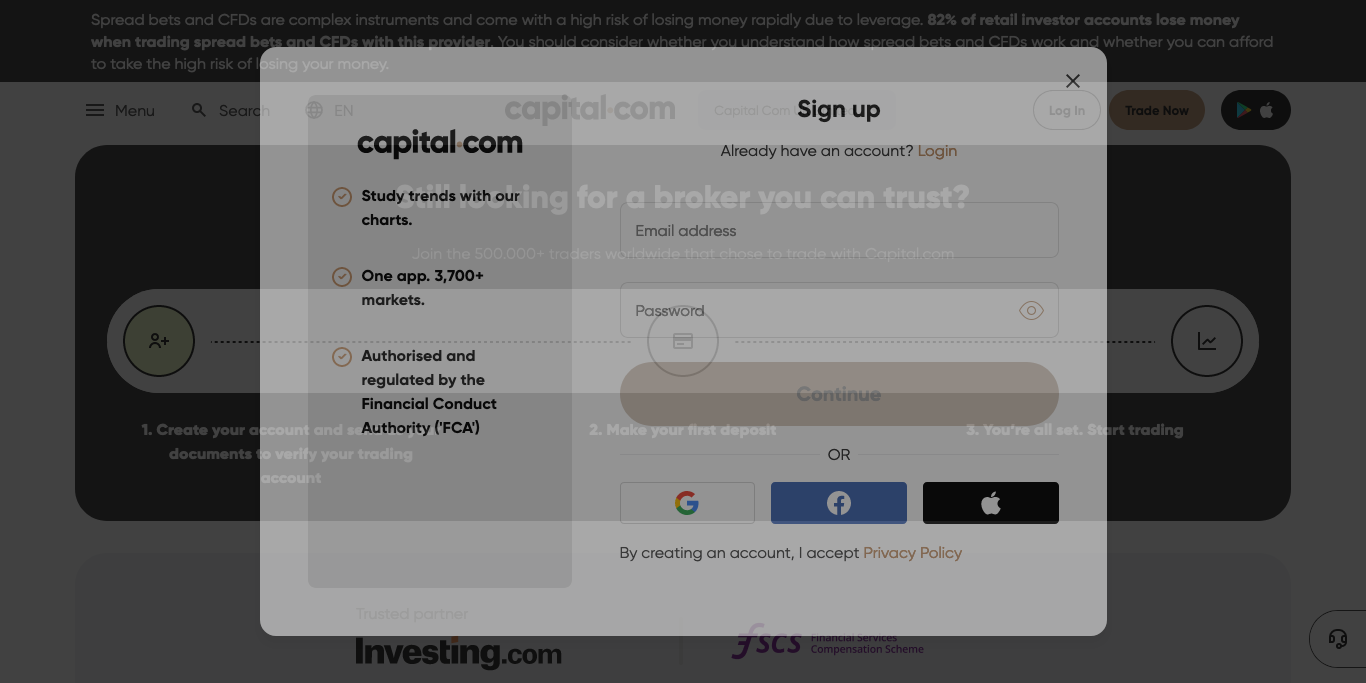 Spread bets and CFDs are complex instruments and come with a high risk of losing money rapidly due to leverage. 82% of retail investor accounts lose money
when trading spread bets and CFDs with this provider. You should consider whether you understand how spread bets and CFDs work and whether you can afford
to take the high risk of losing your money.
Menu
Search
EN
capital.com
Capital Com
Log In
Trade Now
Sign up
Already have an account? Login
capital.com
Study trends with our
charts.
One app. 3,700+
markets.
Authorised and
regulated by the
Financial Conduct
Authority ('FCA')
Still looking for a broker you can trust?
Join the 500.000+ traders worldwide that chose to trade with Capital.com
Email address
Password
Continue
OR
By creating an account, I accept Privacy Policy
1. Create your account and
documents to verify your trading
account
2. Make your first deposit
3. You're all set. Start trading
Trusted partner
Investing.com
fscs
Financial Services
Compensation Scheme